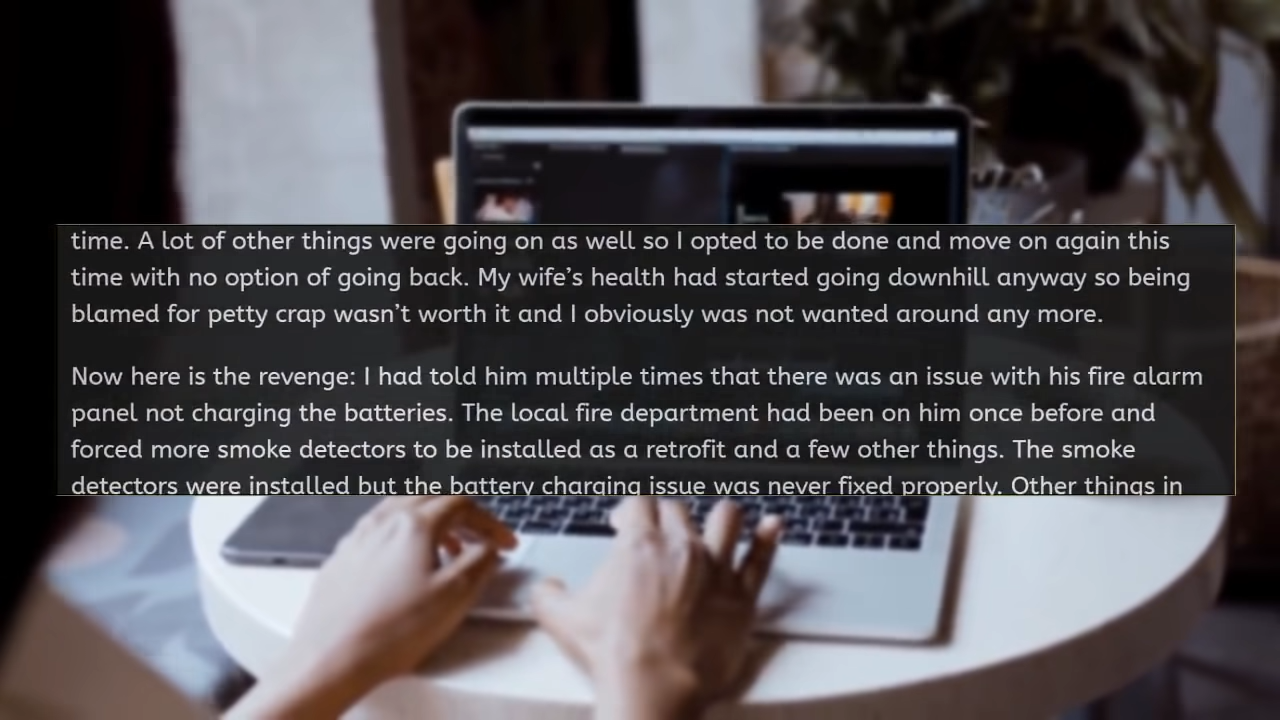 time. A lot of other things were going on as well so I opted to be done and move on again this
time with no option of going back. My wife’s health had started going downhill anyway so being
blamed for petty crap wasn’t worth it and I obviously was not wanted around any more.
Now here is the revenge: I had told him multiple times that there was an issue with his fire alarm
panel not charging the batteries. The local fire department had been on him once before and
forced more smoke detectors to be installed as a retrofit and a few other things. The smoke
detectors were installed but the battery charging issue was never fixed properly. Other things in